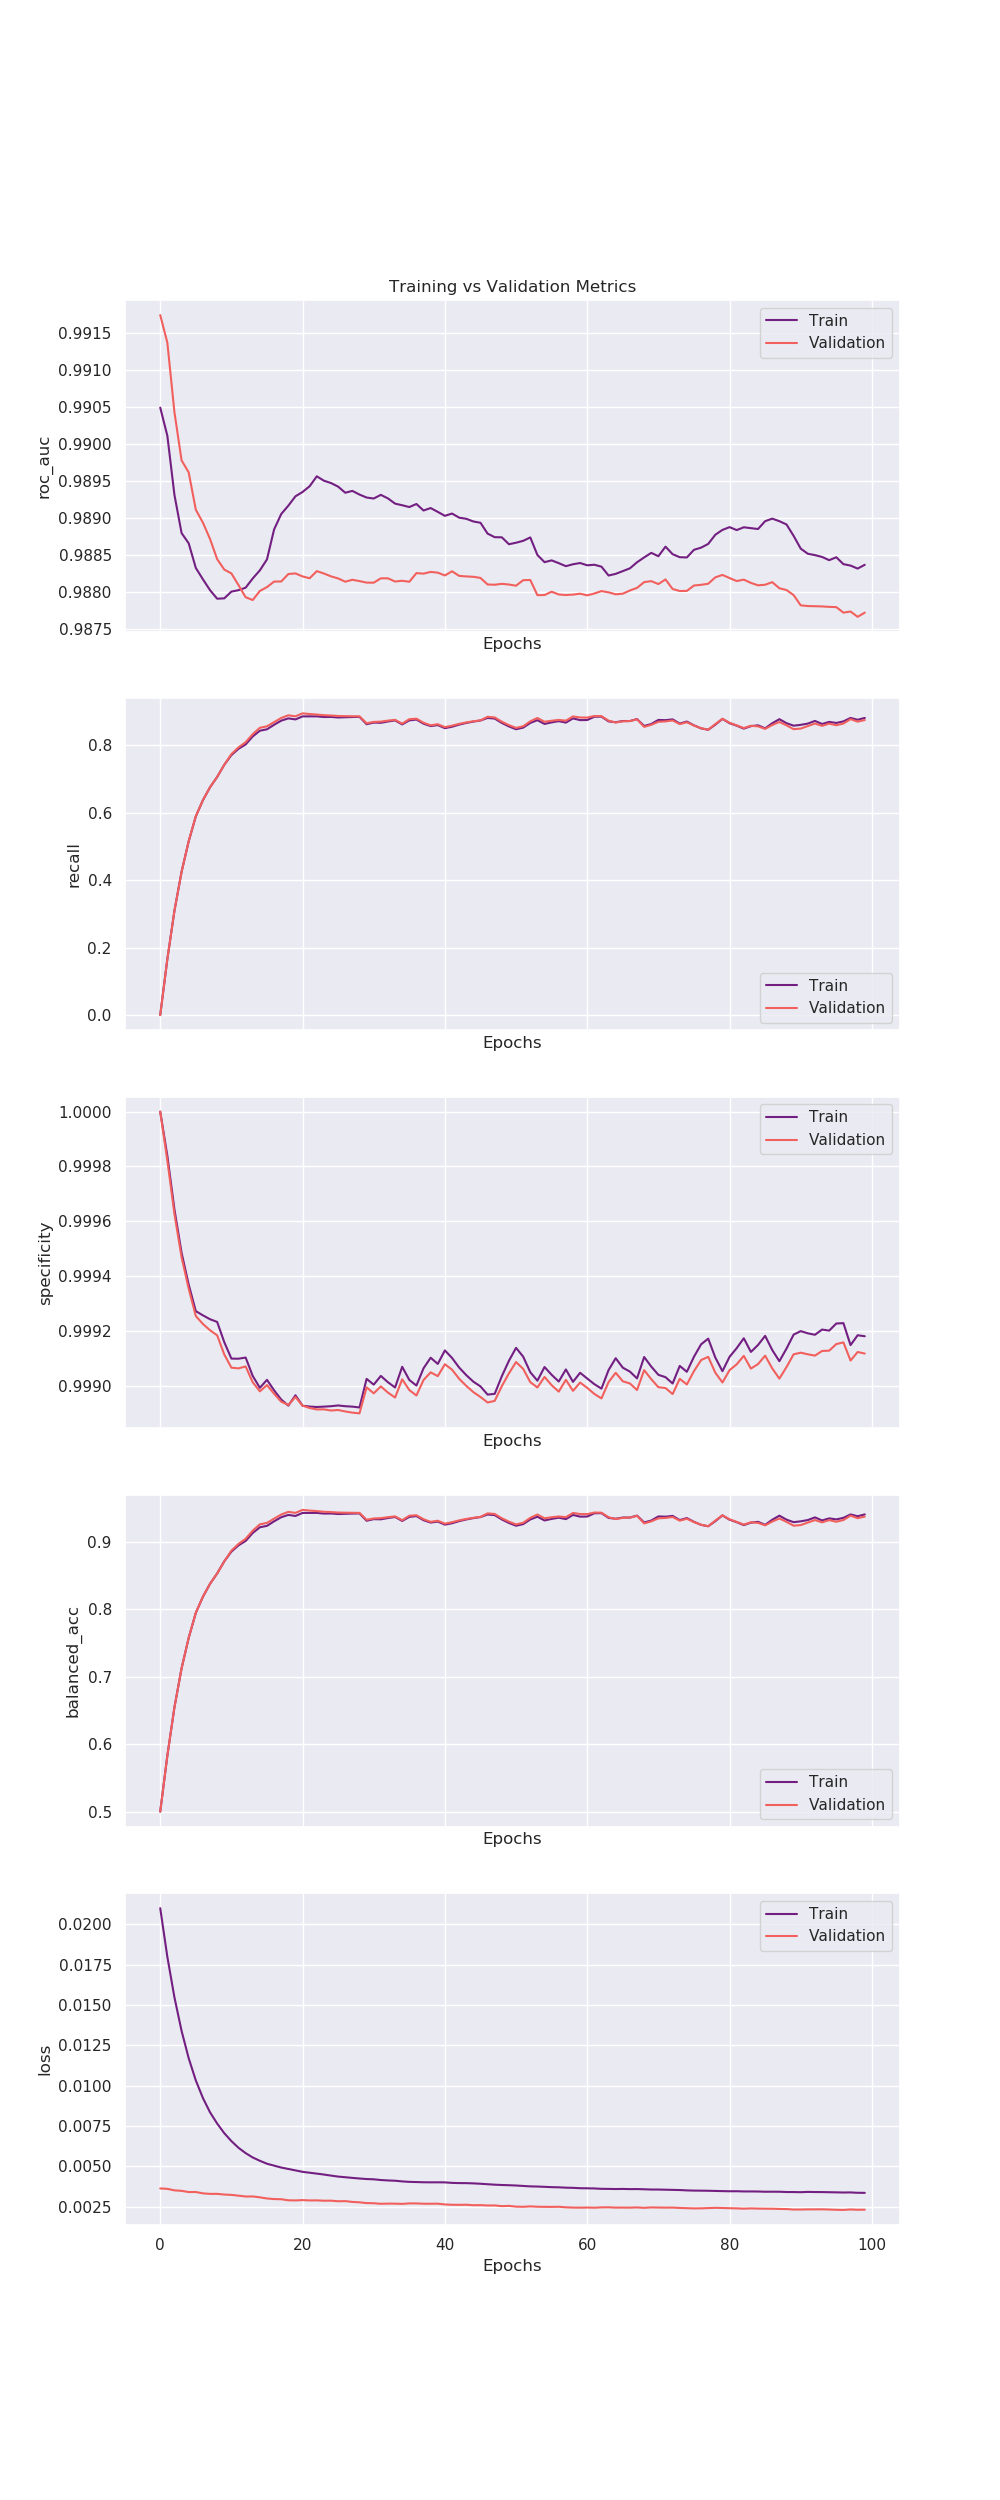 Training vs Validation Metrics
0.9915
0.9910
0.9905
0.9900
0.9895
0.9890
0.9885
0.9880
0.9875
roc_auc
Train
Validation
Epochs
0.8
0.6
0.4
0.2
0.0
recall
Train
Validation
Epochs
1.0000
0.9998
0.9996
0.9994
0.9992
0.9990
specificity
Train
Validation
Epochs
0.9
0.8
0.7
0.6
0.5
balanced_acc
Train
Validation
Epochs
0.0200
0.0175
0.0150
0.0125
0.0100
0.0075
0.0050
0.0025
loss
Train
Validation
0 20 40 60 80 100
Epochs